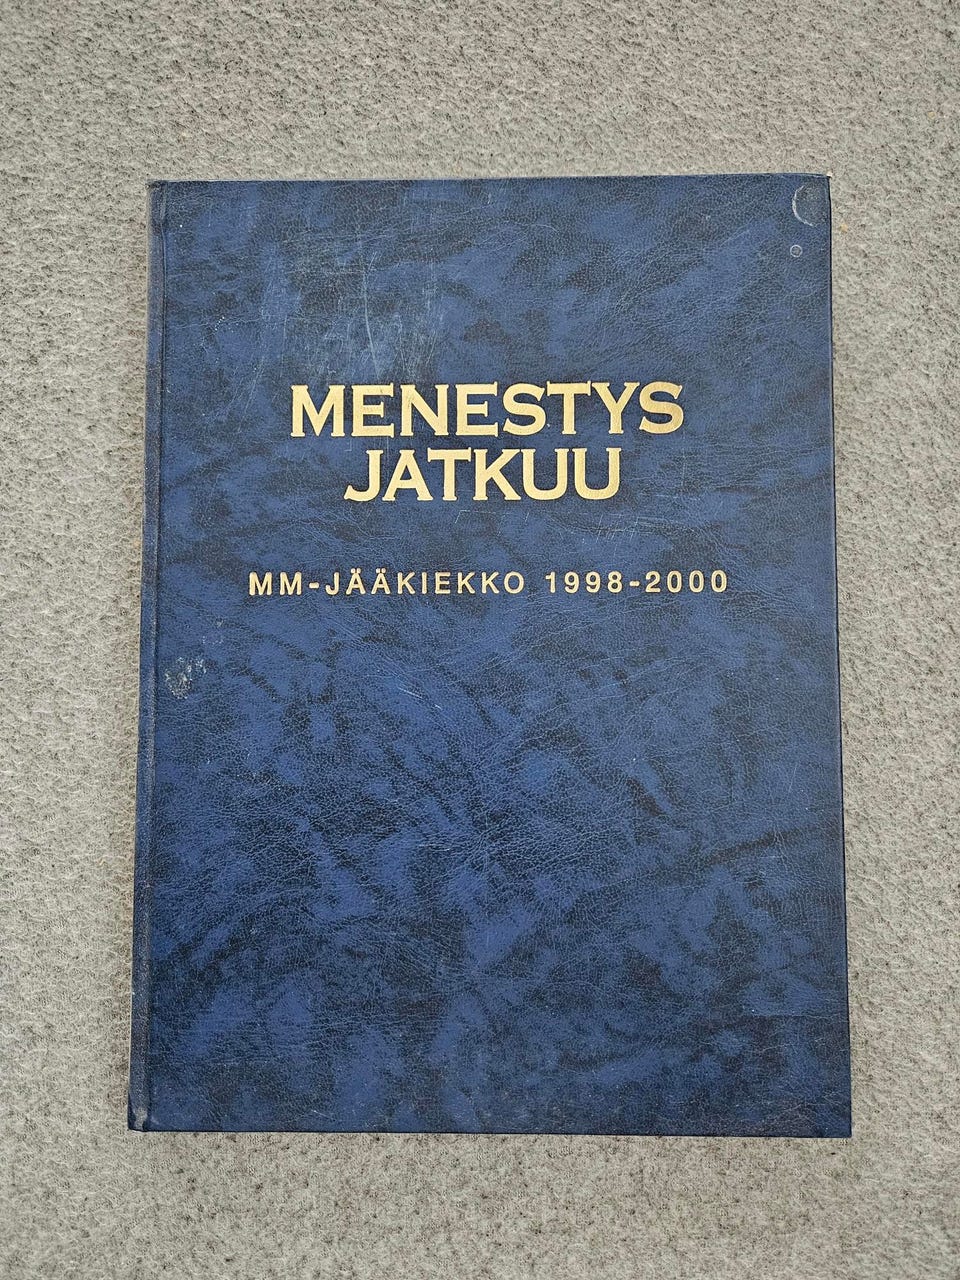 MENESTYS
JATKUU
MM-JÄÄKIEKKO 1998-2000